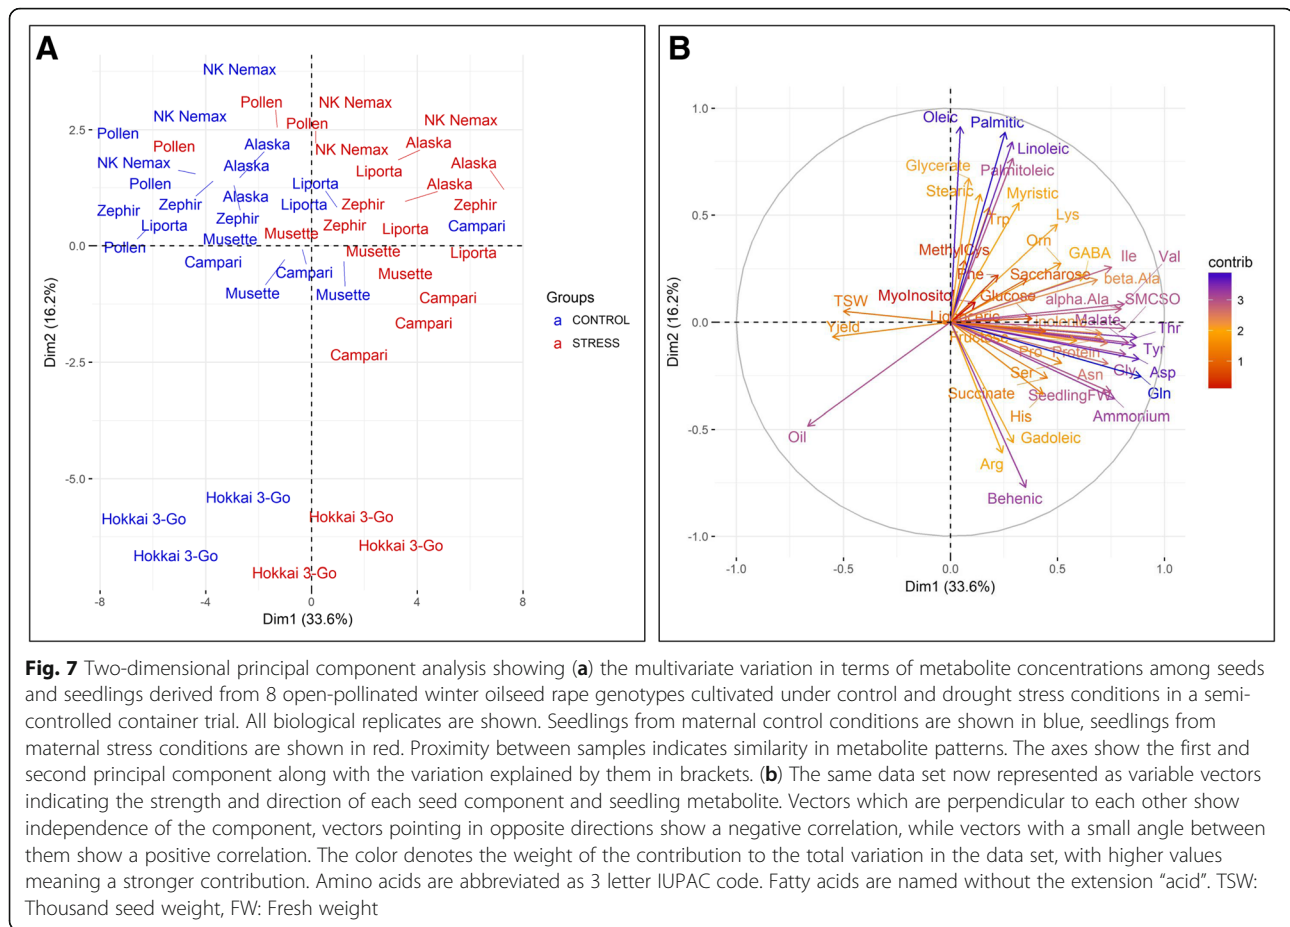 A
NK Nemax
Pollen
NK Nemax
NK Nemax
Pollen
NK Nemax
Pollen
Alaska
Alaska
Pollen
NK Nemax
NK Nemax
Alaska
Liporta
Alaska
Pollen
Liporta
Alaska
Zephir
Alaska
Liporta
Zephir
Zephir
Zephir
Zephir
Liporta
Zephir
Liporta
Campari
Pollen
Musette
Musette
Musette
Liporta
Campari
Campari
Musette
Musette
Musette
Campari
Campari
Campari
Hokkai 3-Go
Hokkai 3-Go
Hokkai 3-Go
Hokkai 3-Go
Hokkai 3-Go
Hokkai 3-Go
2.5
0.0
-2.5
-5.0
Dim2 (16.2%)
-8
-4
0
4
8
Dim1 (33.6%)
Groups
a CONTROL
a STRESS
B
Oleic
Palmitic
Linoleic
Glycerate
Palmitoleic
Stearic
Myristic
Trp
Lys
Orn
MethylCys
GABA
Ile
Val
Phe
Saccharose
beta.Ala
MyoInositol
Glucose
alpha.Ala
SMCSO
TSW
Malate
Yield
Thr
Fructose
Pro
Protein
Tyr
Ser
Asn
Gly
Asp
Succinate
SeedlingFW
Gln
His
Ammonium
Oil
Gadoleic
Arg
Behenic
1.0
0.5
0.0
-0.5
-1.0
Dim2 (16.2%)
-1.0
-0.5
0.0
0.5
1.0
Dim1 (33.6%)
contrib
3
2
1
Fig. 7 Two-dimensional principal component analysis showing (a) the multivariate variation in terms of metabolite concentrations among seeds
and seedlings derived from 8 open-pollinated winter oilseed rape genotypes cultivated under control and drought stress conditions in a semi-
controlled container trial. All biological replicates are shown. Seedlings from maternal control conditions are shown in blue, seedlings from
maternal stress conditions are shown in red. Proximity between samples indicates similarity in metabolite patterns. The axes show the first and
second principal component along with the variation explained by them in brackets. (b) The same data set now represented as variable vectors
indicating the strength and direction of each seed component and seedling metabolite. Vectors which are perpendicular to each other show
independence of the component, vectors pointing in opposite directions show a negative correlation, while vectors with a small angle between
them show a positive correlation. The color denotes the weight of the contribution to the total variation in the data set, with higher values
meaning a stronger contribution. Amino acids are abbreviated as 3 letter IUPAC code. Fatty acids are named without the extension “acid”. TSW:
Thousand seed weight, FW: Fresh weight